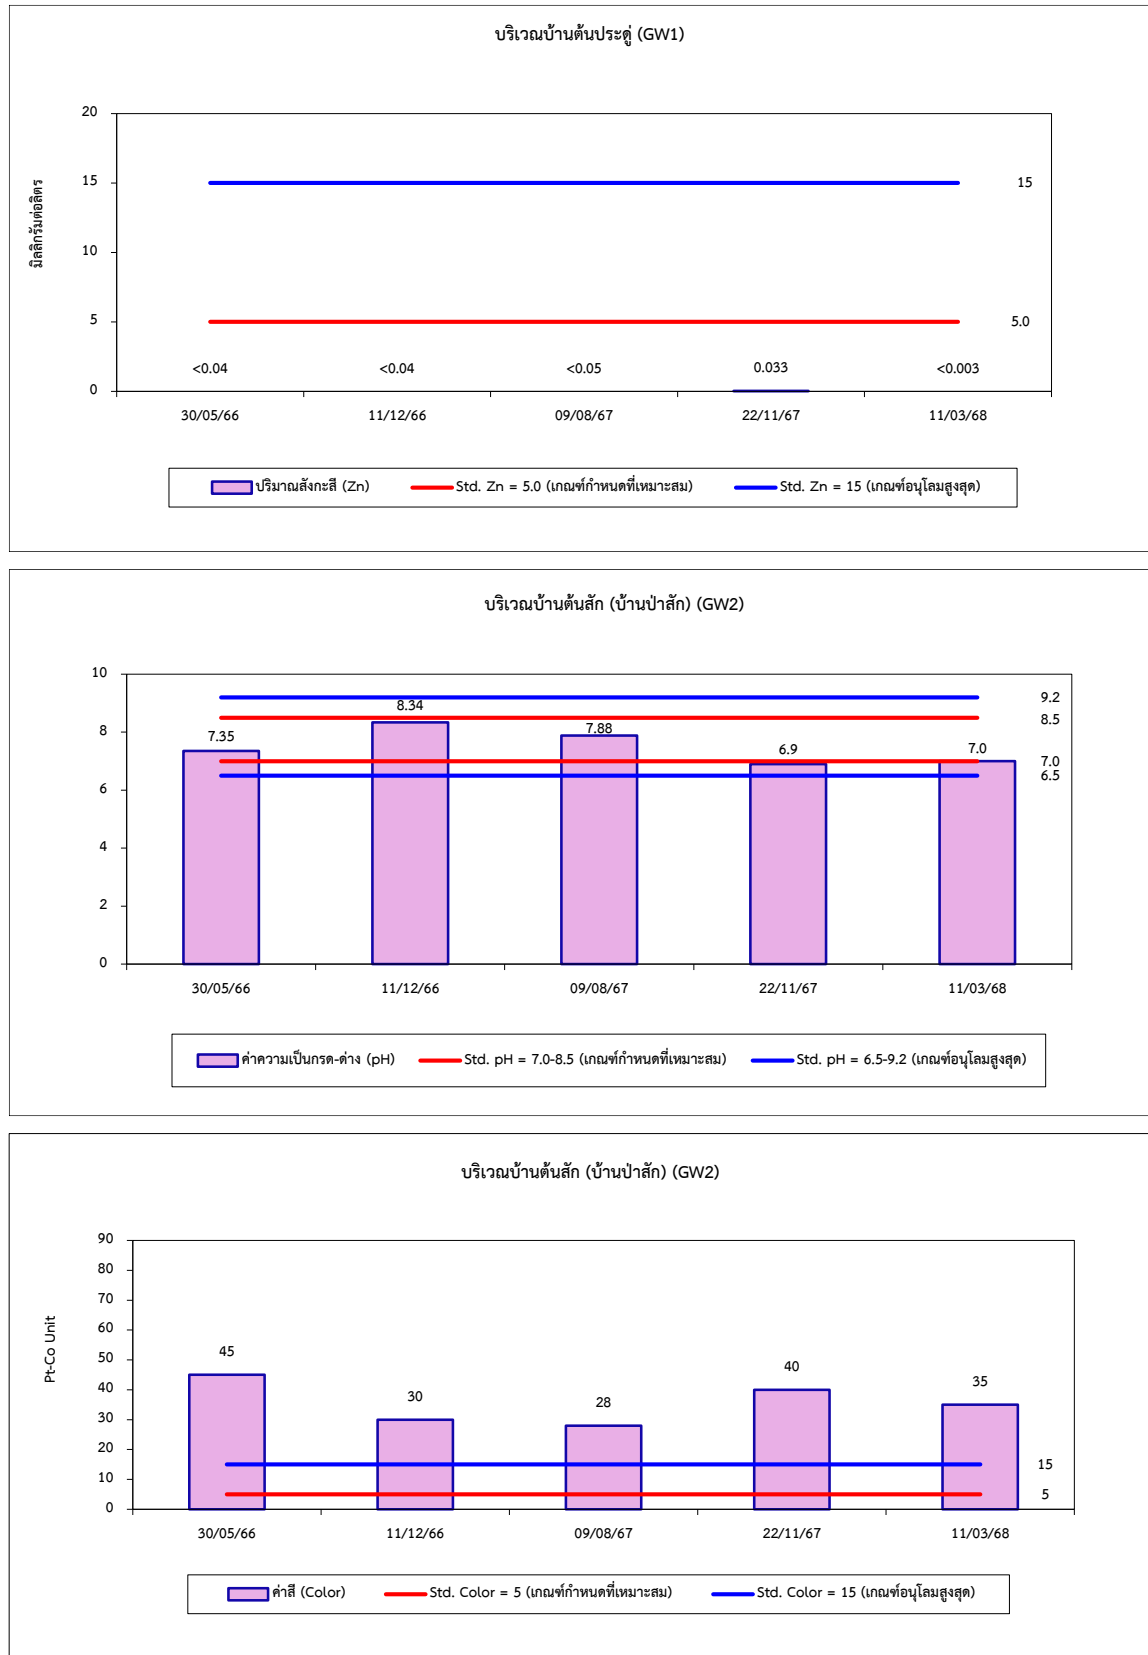 บริเวณบ้านต้นประดู่ (GW1)
มิลลิกรัมต่อลิตร
20
15
10
5
0
15
5.0
<0.04 <0.04 <0.05 0.033 <0.003
30/05/66 11/12/66 09/08/67 22/11/67 11/03/68
ปริมาณสังกะสี (Zn) Std. Zn = 5.0 (เกณฑ์กำหนดที่เหมาะสม) Std. Zn = 15 (เกณฑ์อนุโลมสูงสุด)
บริเวณบ้านต้นสัก (บ้านป่าสัก) (GW2)
10
8
6
4
2
0
9.2
8.5
7.0
6.5
7.35 8.34 7.88 6.9 7.0
30/05/66 11/12/66 09/08/67 22/11/67 11/03/68
ค่าความเป็นกรด-ด่าง (pH) Std. pH = 7.0-8.5 (เกณฑ์กำหนดที่เหมาะสม) Std. pH = 6.5-9.2 (เกณฑ์อนุโลมสูงสุด)
บริเวณบ้านต้นสัก (บ้านป่าสัก) (GW2)
Pt-Co Unit
90
80
70
60
50
40
30
20
10
0
45 30 28 40 35
15
5
30/05/66 11/12/66 09/08/67 22/11/67 11/03/68
ค่าสี (Color) Std. Color = 5 (เกณฑ์กำหนดที่เหมาะสม) Std. Color = 15 (เกณฑ์อนุโลมสูงสุด)